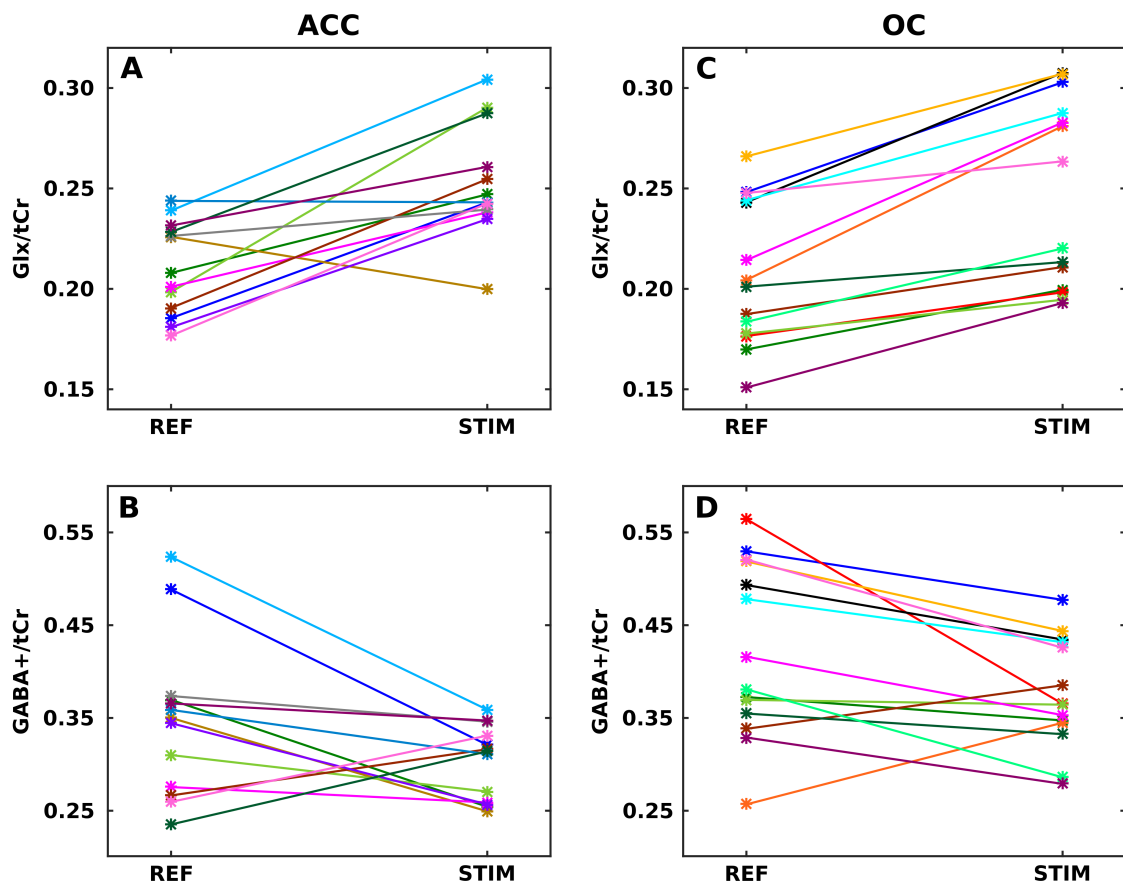 ACC
OC
A
C
Glx/tCr
0.30
0.25
0.20
0.15
REF
STIM
Glx/tCr
0.30
0.25
0.20
0.15
REF
STIM
B
D
GABA+/tCr
0.55
0.45
0.35
0.25
REF
STIM
GABA+/tCr
0.55
0.45
0.35
0.25
REF
STIM